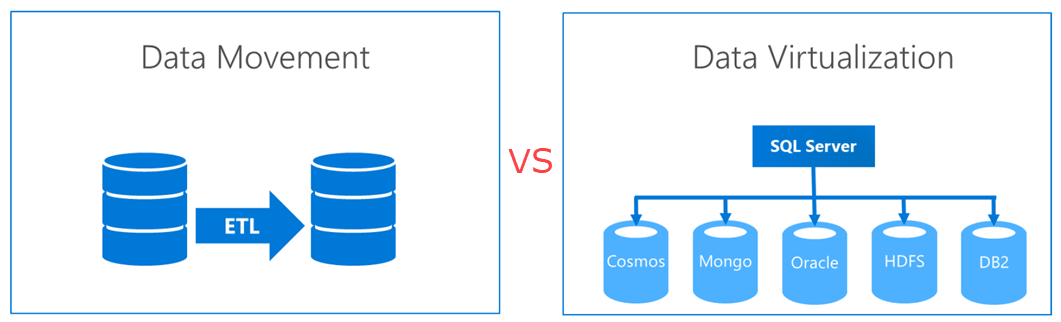 Data Movement
ETL
VS
Data Virtualization
SQL Server
Cosmos
Mongo
Oracle
HDFS
DB2